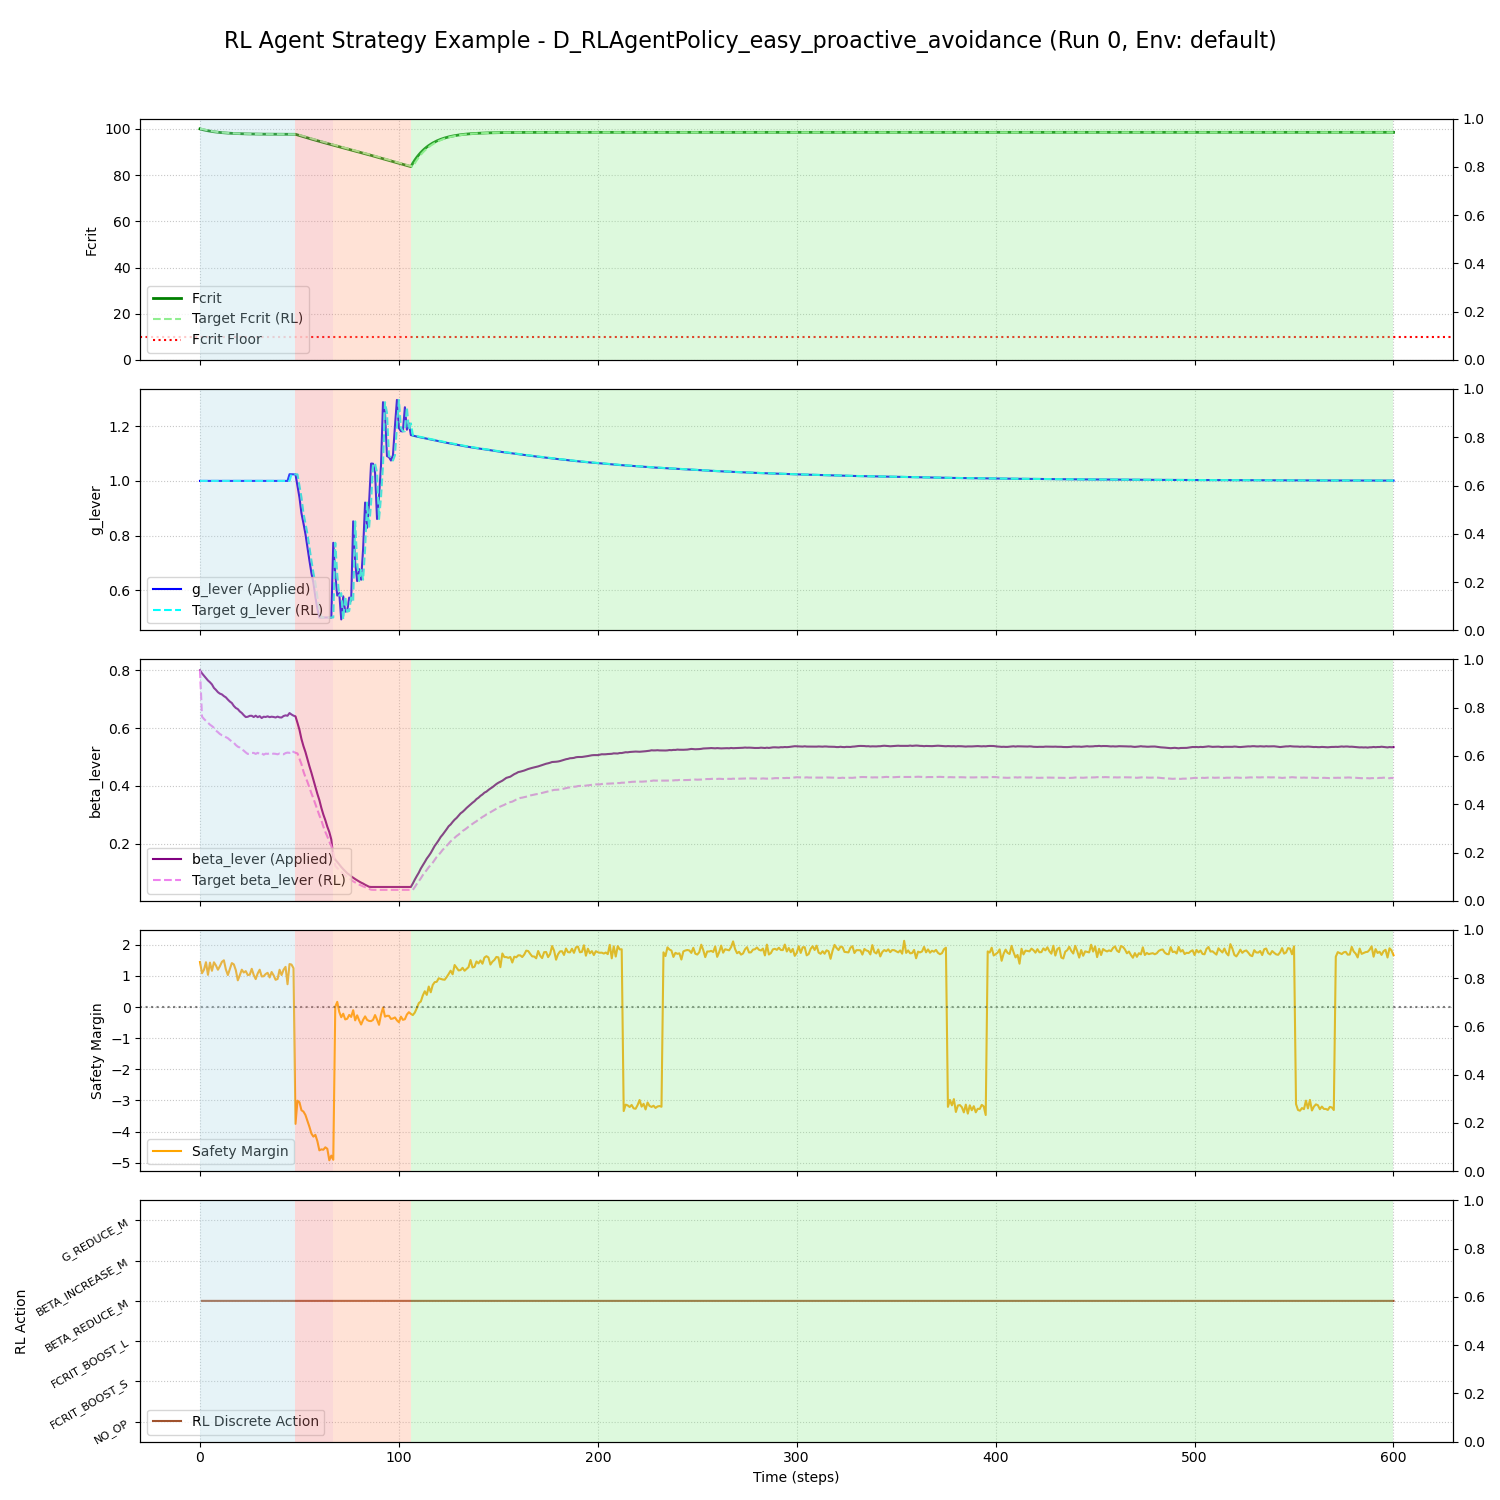 RL Agent Strategy Example - D_RLAgentPolicy_easy_proactive_avoidance (Run 0, Env: default)
100
80
60
40
20
0
Fcrit
Fcrit
Target Fcrit (RL)
Fcrit Floor
1.0
0.8
0.6
0.4
0.2
0.0
1.2
1.0
0.8
0.6
g_lever
g_lever (Applied)
Target g_lever (RL)
1.0
0.8
0.6
0.4
0.2
0.0
0.8
0.6
0.4
0.2
beta_lever
beta_lever (Applied)
Target beta_lever (RL)
1.0
0.8
0.6
0.4
0.2
0.0
2
1
0
−1
−2
−3
−4
−5
Safety Margin
Safety Margin
1.0
0.8
0.6
0.4
0.2
0.0
G_REDUCE_M
BETA_INCREASE_M
BETA_REDUCE_M
FCRIT_BOOST_L
FCRIT_BOOST_S
NO_OP
RL Action
RL Discrete Action
1.0
0.8
0.6
0.4
0.2
0.0
0
100
200
300
400
500
600
Time (steps)